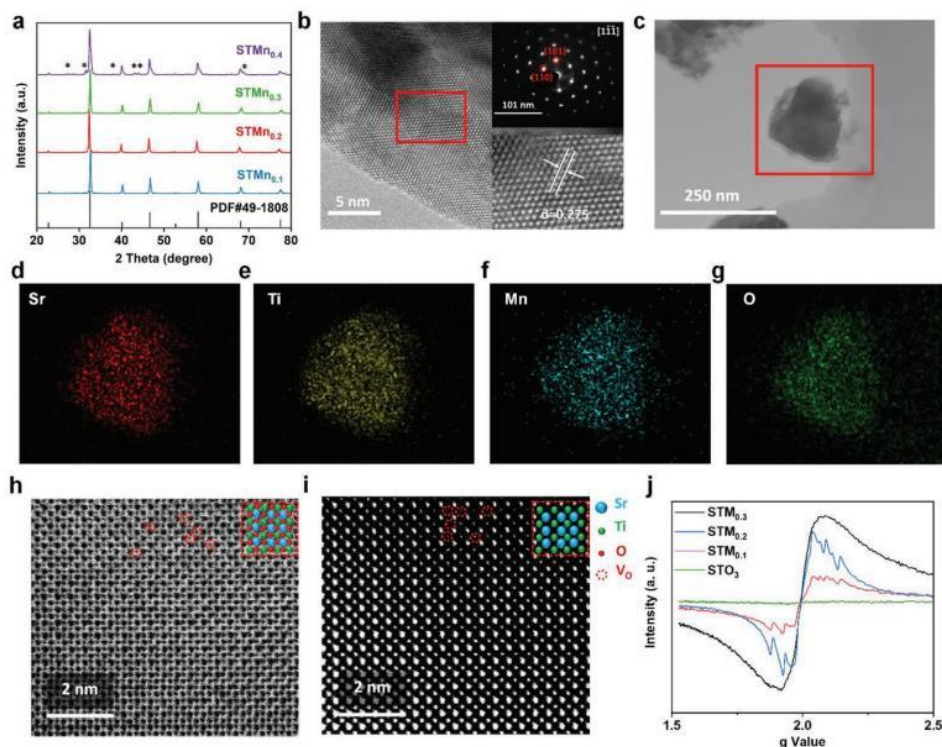 a
Intensity (a.u.)
STMn0.4
STMn0.3
STMn0.2
STMn0.1
PDF#49-1808
* * * ** *
20 30 40 50 60 70 80
2 Theta (degree)
b
5 nm
[11̄1̄]
(101)
(110)
101 nm
d=0.275
c
250 nm
d
Sr
e
Ti
f
Mn
g
O
h
2 nm
i
2 nm
Sr
Ti
O
VO
j
Intensity (a. u.)
STM0.3
STM0.2
STM0.1
STO3
1.5 2.0 2.5
g Value